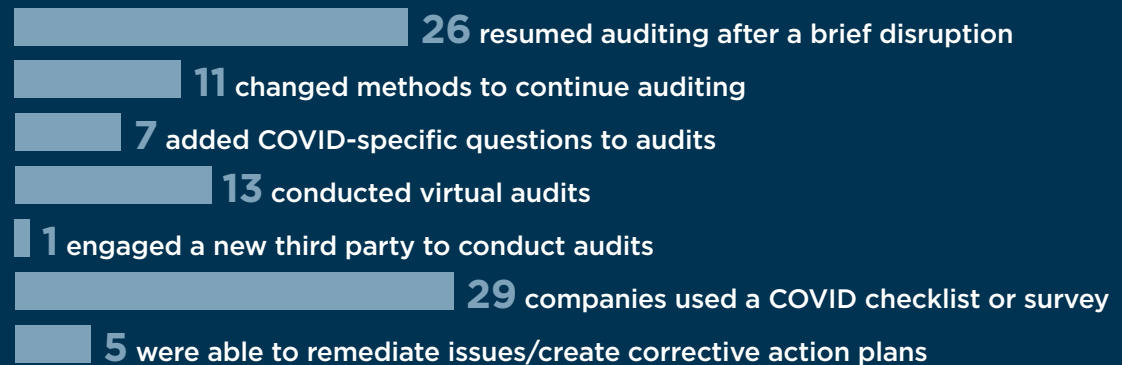 26 resumed auditing after a brief disruption
11 changed methods to continue auditing
7 added COVID-specific questions to audits
13 conducted virtual audits
1 engaged a new third party to conduct audits
29 companies used a COVID checklist or survey
5 were able to remediate issues/create corrective action plans